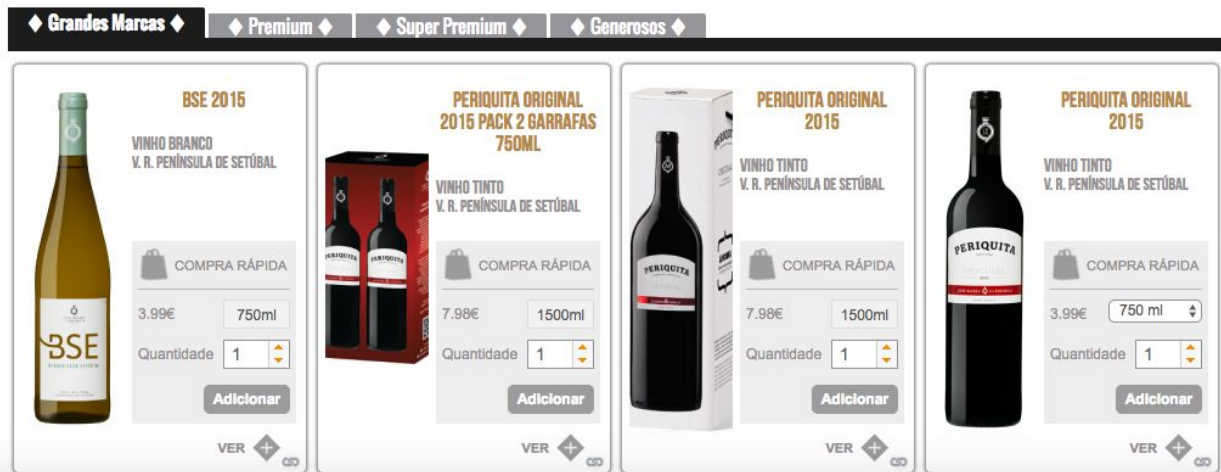 ♦ Grandes Marcas ♦
♦ Premium ♦
♦ Super Premium ♦
♦ Generosos ♦
BSE 2015
VINHO BRANCO
V. R. PENÍNSULA DE SETÚBAL
COMPRA RÁPIDA
3.99€ 750ml
Quantidade 1
Adicionar
VER
BSE
PERIQUITA ORIGINAL
2015 PACK 2 GARRAFAS
750ML
VINHO TINTO
V. R. PENÍNSULA DE SETÚBAL
COMPRA RÁPIDA
7.98€ 1500ml
Quantidade 1
Adicionar
VER
PERIQUITA
PERIQUITA
PERIQUITA ORIGINAL
2015
VINHO TINTO
V. R. PENÍNSULA DE SETÚBAL
COMPRA RÁPIDA
7.98€ 1500ml
Quantidade 1
Adicionar
VER
PERIQUITA
PERIQUITA ORIGINAL
2015
VINHO TINTO
V. R. PENÍNSULA DE SETÚBAL
COMPRA RÁPIDA
3.99€ 750 ml
Quantidade 1
Adicionar
VER
PERIQUITA
ORIGINAL